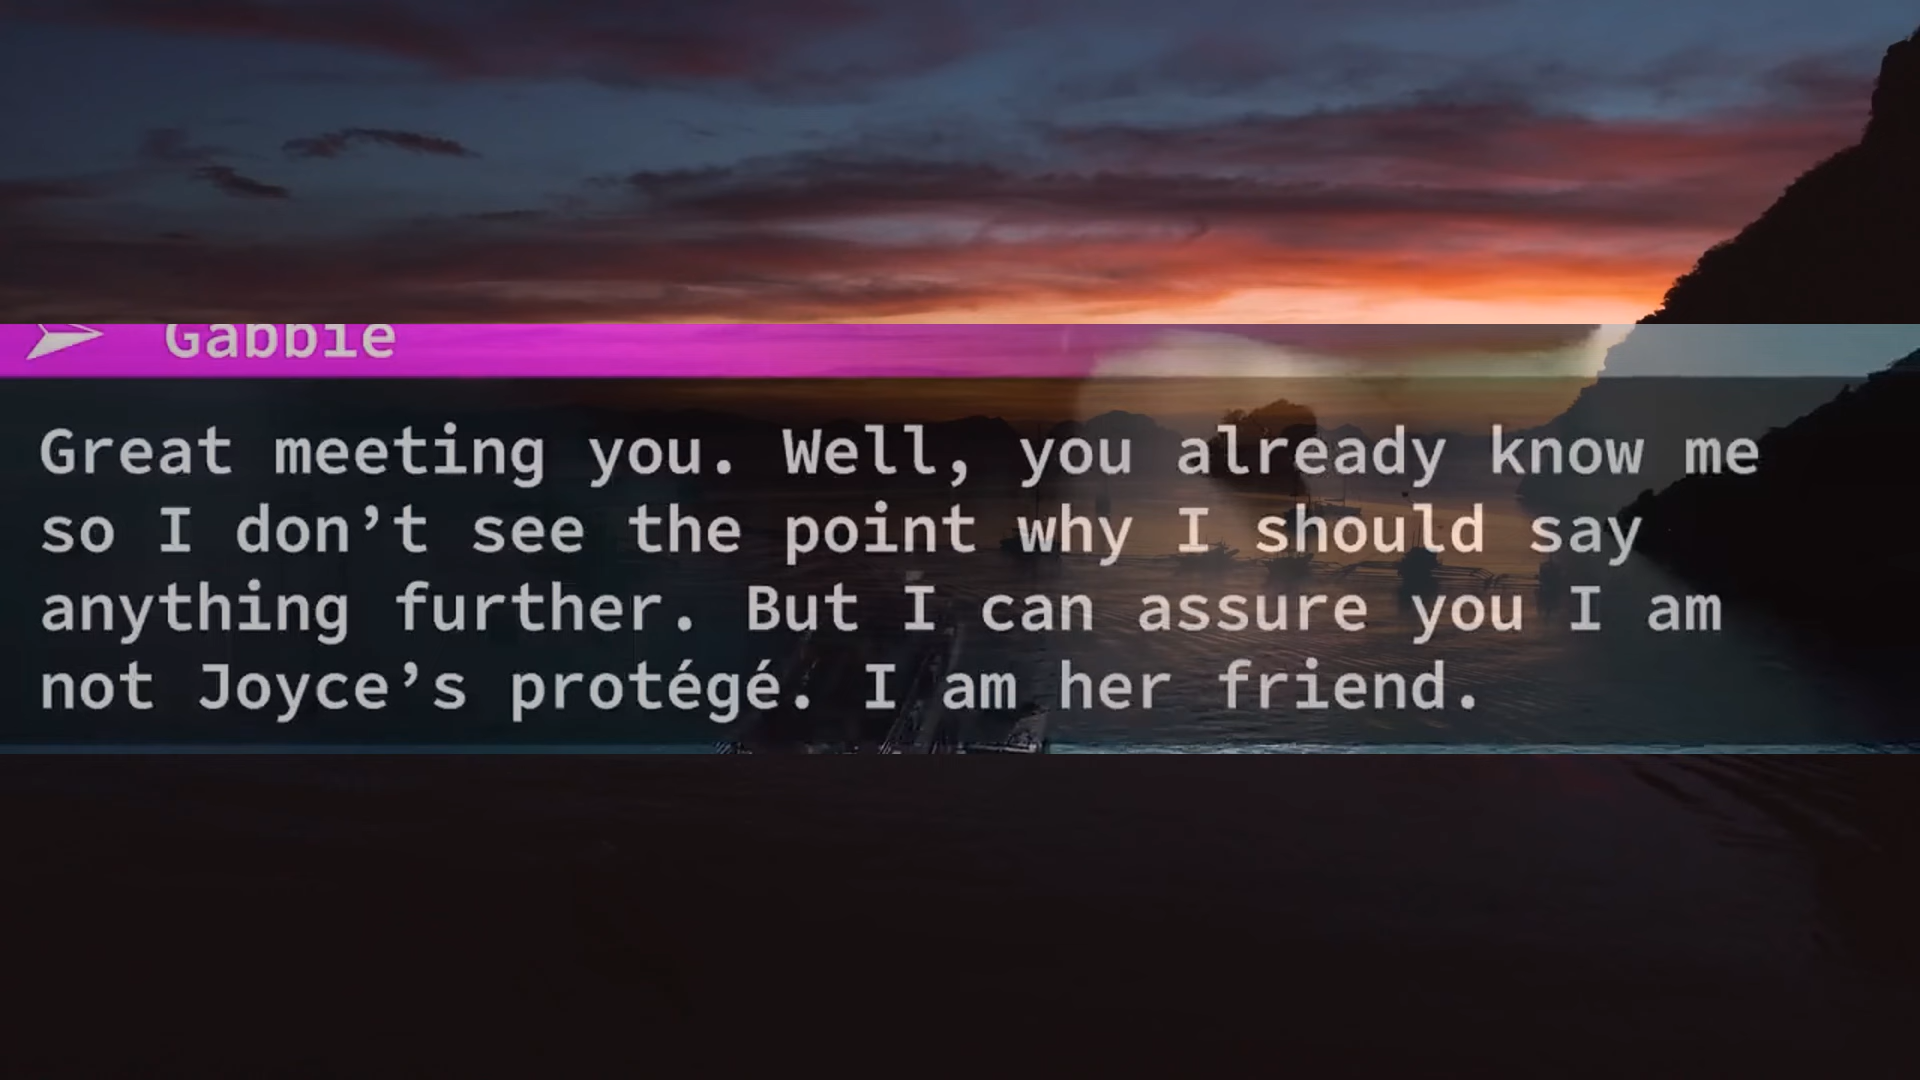 Gabbie
Great meeting you. Well, you already know me
so I don’t see the point why I should say
anything further. But I can assure you I am
not Joyce’s protégé. I am her friend.